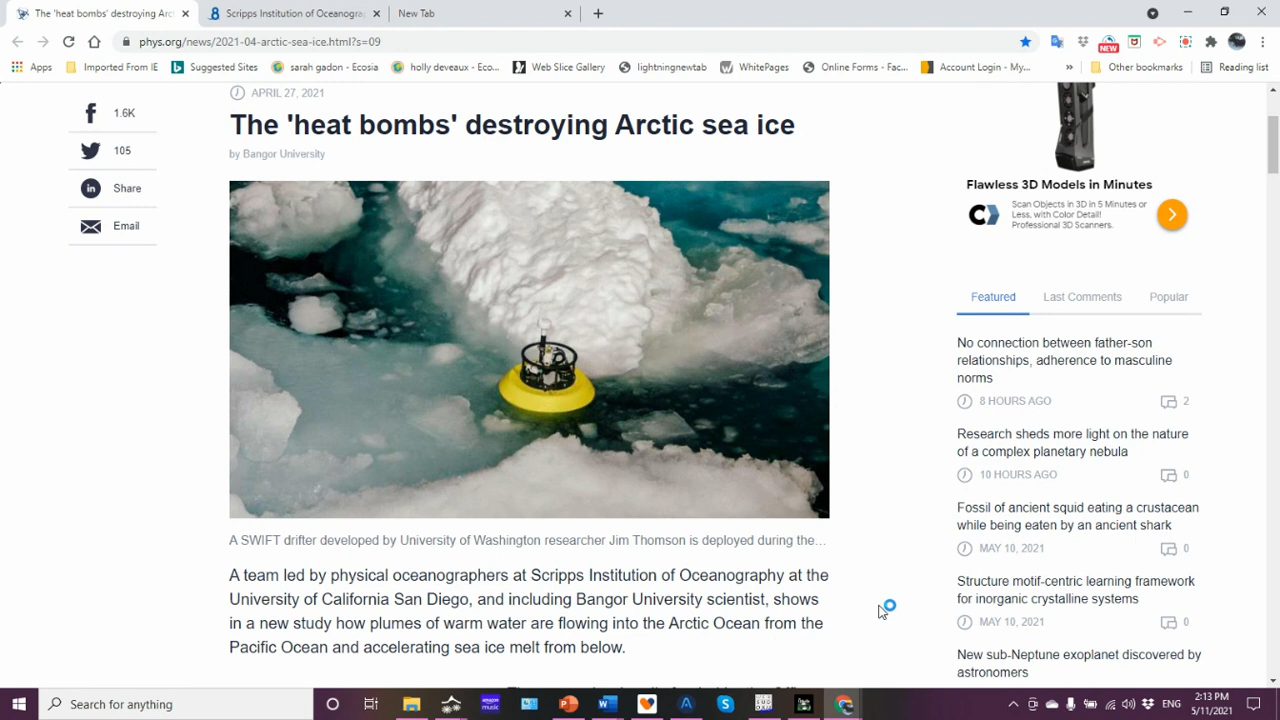 The 'heat bombs' destroying Arc
Scripps Institution of Oceanogra
New Tab
phys.org/news/2021-04-arctic-sea-ice.html?s=09
NEW
Apps
Imported From IE
Suggested Sites
sarah gadon - Ecosia
holly deveaux - Eco...
Web Slice Gallery
lightningnewtab
WhitePages
Online Forms - Fac...
Account Login - My...
»
Other bookmarks
Reading list
1.6K
105
Share
Email
APRIL 27, 2021
The 'heat bombs' destroying Arctic sea ice
by Bangor University
A SWIFT drifter developed by University of Washington researcher Jim Thomson is deployed during the...
A team led by physical oceanographers at Scripps Institution of Oceanography at the
University of California San Diego, and including Bangor University scientist, shows
in a new study how plumes of warm water are flowing into the Arctic Ocean from the
Pacific Ocean and accelerating sea ice melt from below.
Flawless 3D Models in Minutes
Scan Objects in 3D in 5 Minutes or
Less, with Color Detail!
Professional 3D Scanners.
Featured
Last Comments
Popular
No connection between father-son
relationships, adherence to masculine
norms
8 HOURS AGO
2
Research sheds more light on the nature
of a complex planetary nebula
10 HOURS AGO
0
Fossil of ancient squid eating a crustacean
while being eaten by an ancient shark
MAY 10, 2021
0
Structure motif-centric learning framework
for inorganic crystalline systems
MAY 10, 2021
0
New sub-Neptune exoplanet discovered by
astronomers
Search for anything
amazon
music
ENG
2:13 PM
5/11/2021